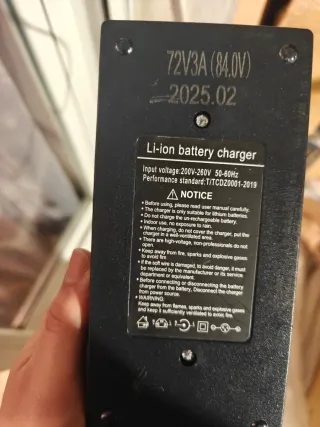 72V3A(84.0V)
2025.02
Li-ion battery charger
Input voltage:200V-260V 50-60Hz
Performance standard:T/TCDZ0001-2019
NOTICE
• Before using, please read user manual carefully.
• The charger is only suitable for lithium batteries.
• Do not charge the un-rechargeable battery.
• Indoor use, no exposure to rain.
• When charging, do not cover the charger, put the
charger in a well-ventilated area.
• There are high-voltage, non-professionals do not
open.
• Keep away from fire, sparks and explosive gases
to avoid fire
• If the soft wire is damaged, to avoid danger, it must
be replaced by the manufacturer or its service
department or equivalent.
• Before connecting or disconnecting the battery
charger from the battery, Disconnect the charger
from power source.
• WARNING:
Keep away from flames, sparks and explosive gases
and keep it sufficiently ventilated to avoid fire.